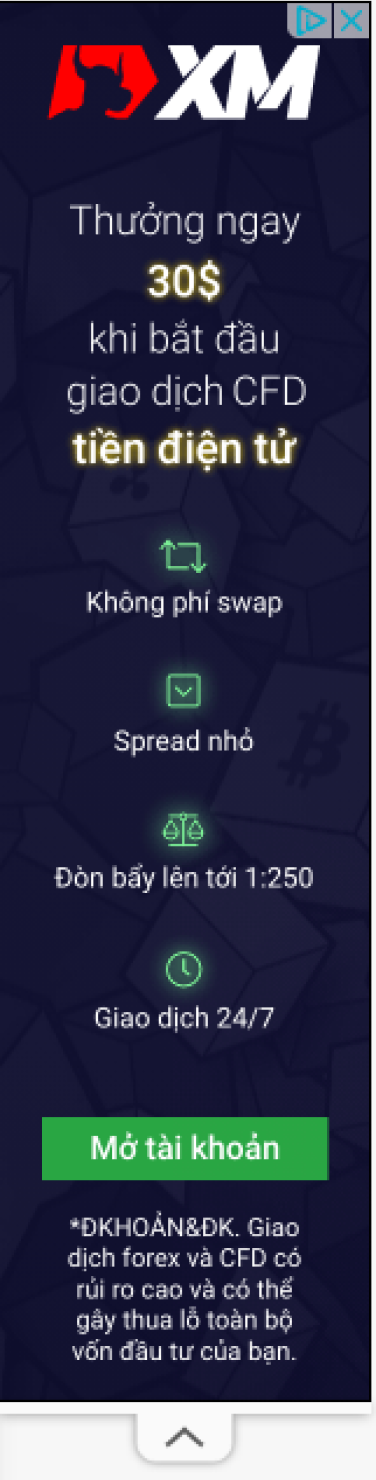 XM
Thưởng ngay
30$
khi bắt đầu
giao dịch CFD
tiền điện tử
Không phí swap
Spread nhỏ
Đòn bẩy lên tới 1:250
Giao dịch 24/7
Mở tài khoản
*ĐKHOẢN&ĐK. Giao
dịch forex và CFD có
rủi ro cao và có thể
gây thua lỗ toàn bộ
vốn đầu tư của bạn.